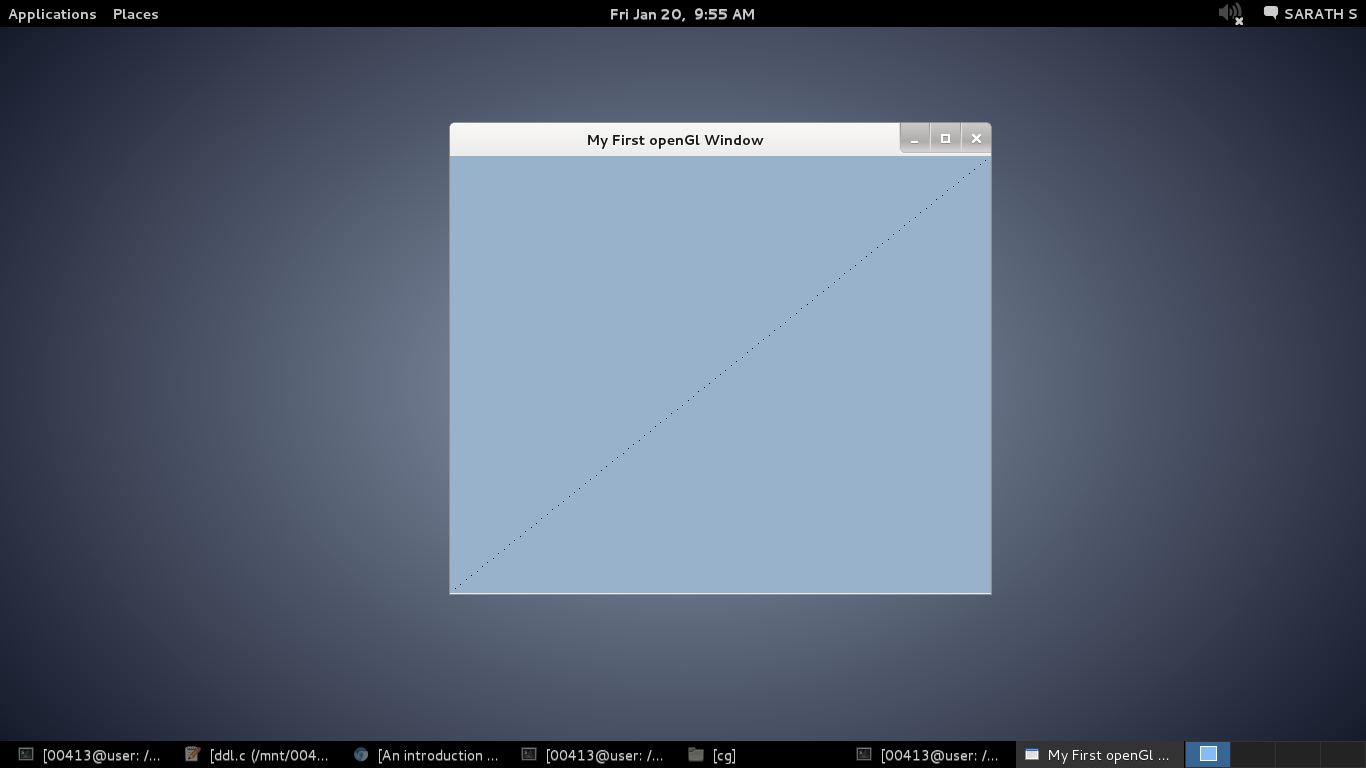 Applications Places Fri Jan 20, 9:55 AM SARATH S
My First openGl Window
[00413@user: /... [ddl.c (/mnt/004... [An introduction ... [00413@user: /... [cg] [00413@user: /... My First openGl ...